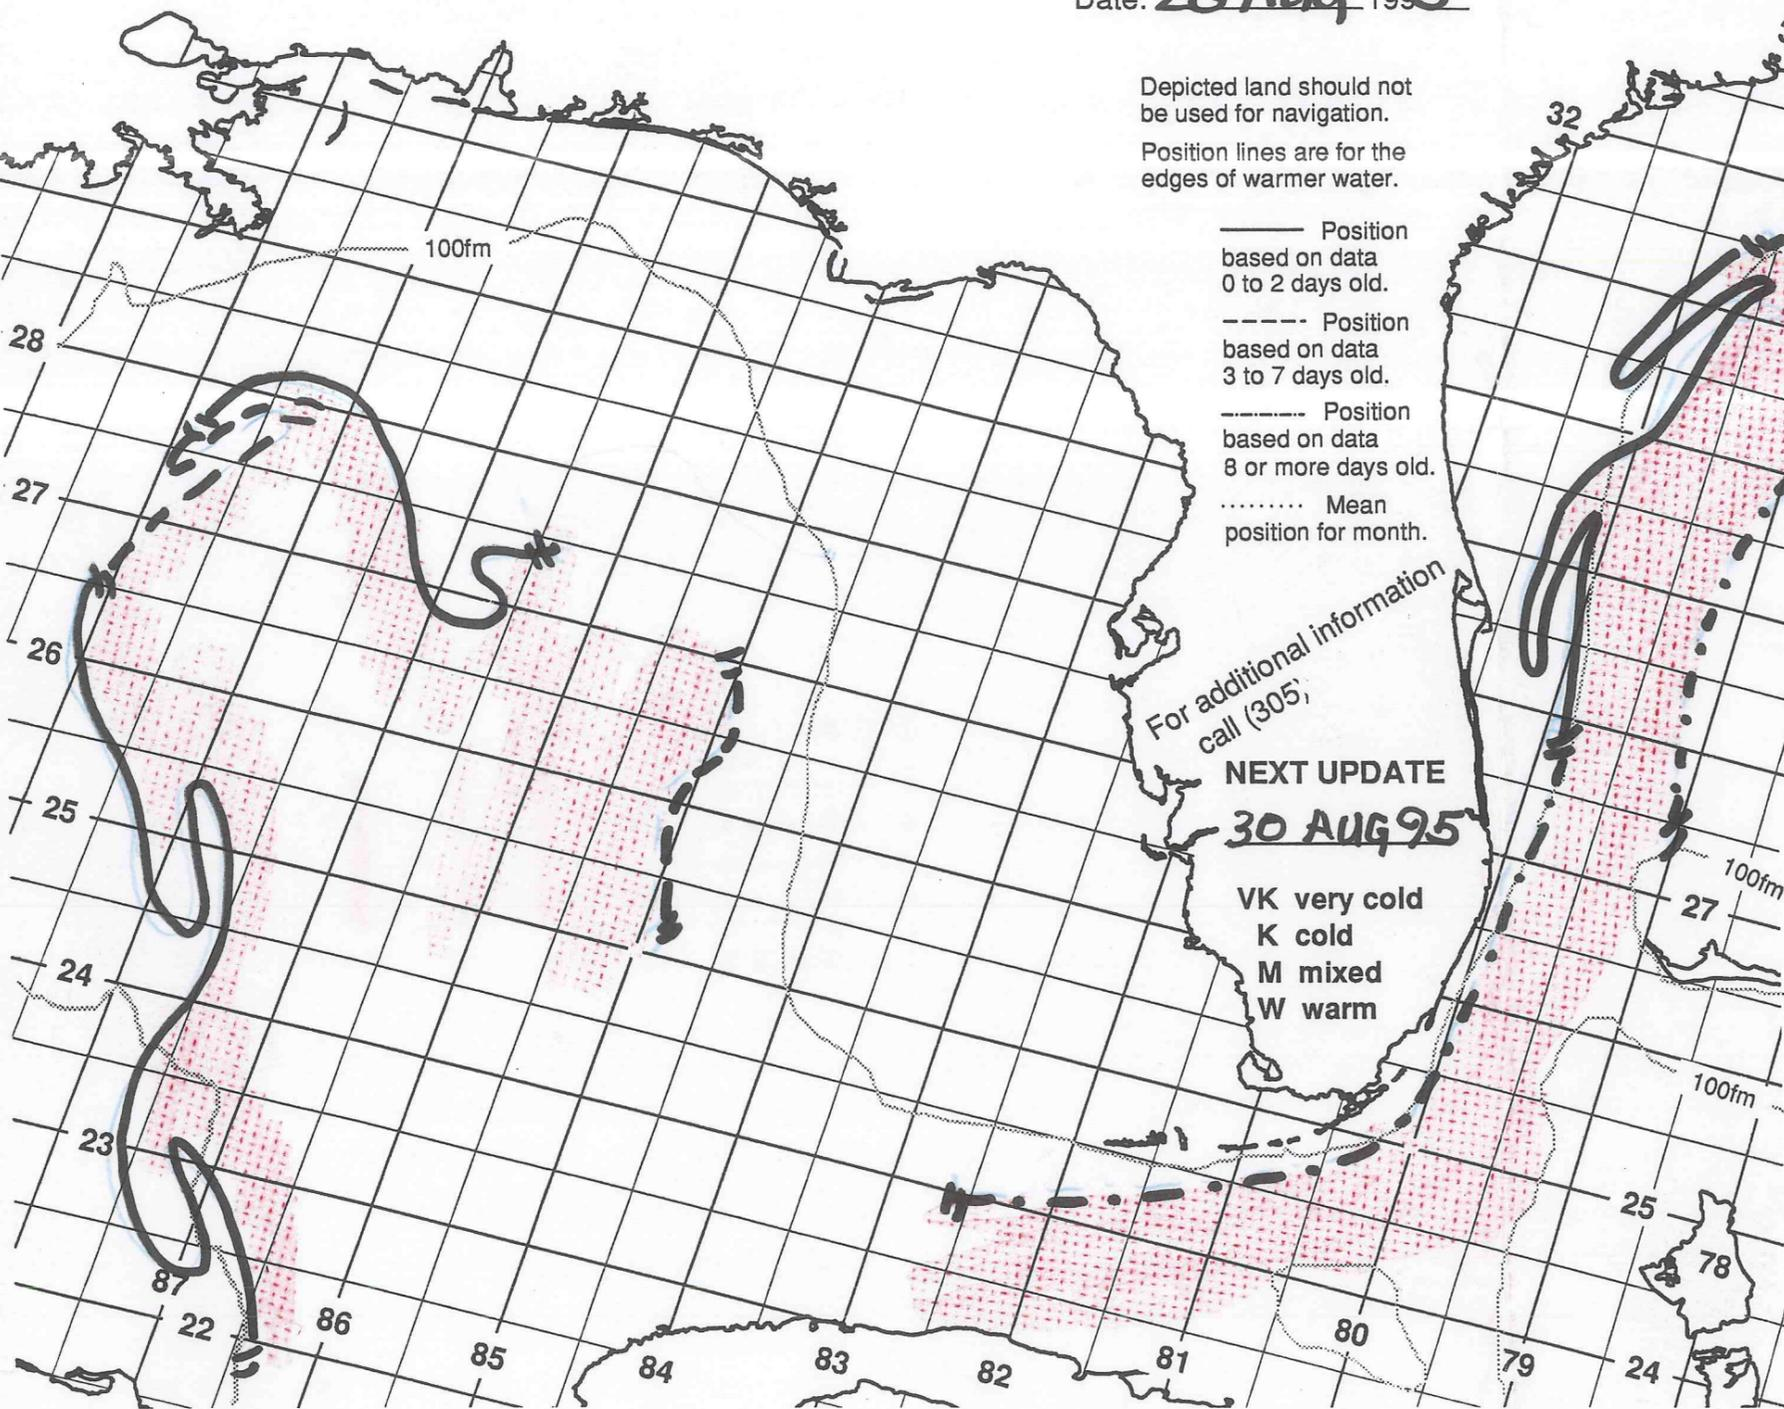 Date: 28 Aug 1995
Depicted land should not
be used for navigation.
Position lines are for the
edges of warmer water.
Position
based on data
0 to 2 days old.
Position
based on data
3 to 7 days old.
Position
based on data
8 or more days old.
Mean
position for month.
For additional information
call (305)
NEXT UPDATE
30 AUG 95
VK very cold
K cold
M mixed
W warm
32
100fm
28
27
26
25
24
23
22
87
86
85
84
83
82
81
80
79
78
100fm
27
100fm
25
24